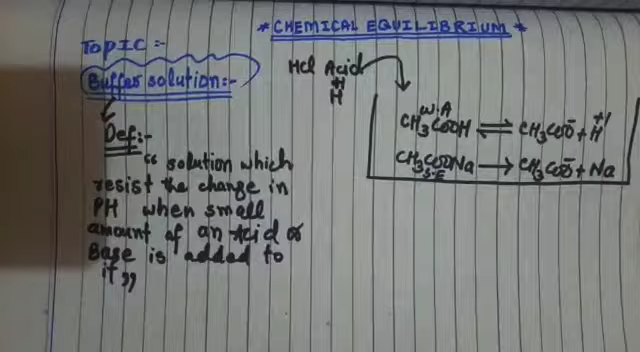 * CHEMICAL EQUILIBRIUM *
TOPIC:-
Buffer solution:-
Def:-
" solution which
resist the change in
PH when small
amount of an Acid or
Base is added to
it "
HCl Acid
H
H
W.A
CH3COOH ⇌ CH3COO⁻ + H⁺¹
CH3COONa → CH3COO⁻ + Na
S.E